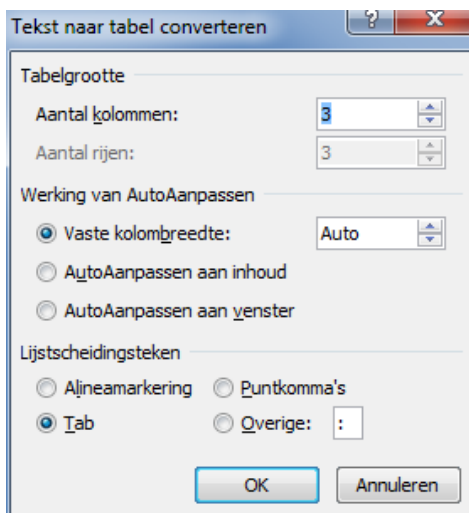 Tekst naar tabel converteren ? X
Tabelgrootte
Aantal kolommen: 3
Aantal rijen: 3
Werking van AutoAanpassen
Vaste kolombreedte: Auto
AutoAanpassen aan inhoud
AutoAanpassen aan venster
Lijstscheidingsteken
Alineamarkering Puntkomma's
Tab Overige: :
OK Annuleren